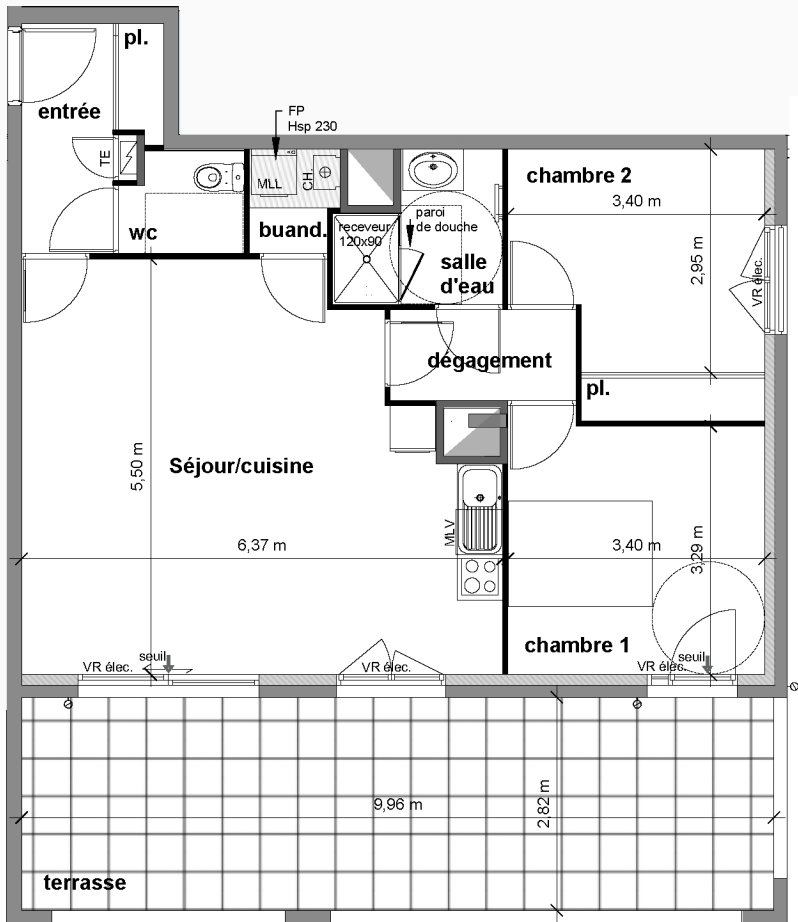 pl.
entrée
FP
Hsp 230
TE
MLL
CH.
chambre 2
3,40 m
wc
buand.
receveur
120x90
paroi
de douche
salle
d'eau
2,95 m
VR élec.
dégagement
pl.
Séjour/cuisine
5,50 m
MLV
6,37 m
3,40 m
3,29 m
chambre 1
VR élec.
seuil
VR élec.
VR élec.
seuil
9,96 m
2,82 m
terrasse